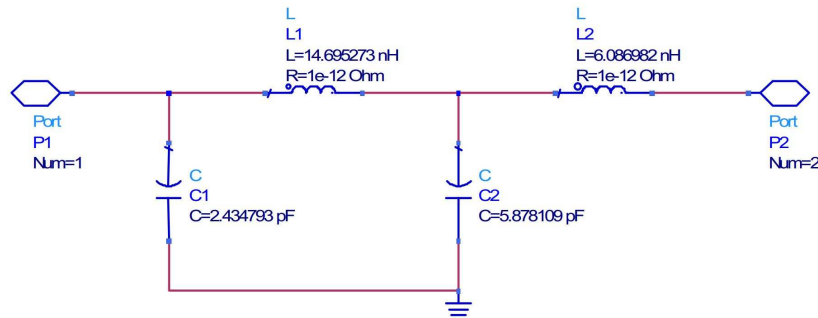 L
L1
L=14.695273 nH
R=1e-12 Ohm
L
L2
L=6.086982 nH
R=1e-12 Ohm
Port
P1
Num=1
Port
P2
Num=2
C
C1
C=2.434793 pF
C
C2
C=5.878109 pF